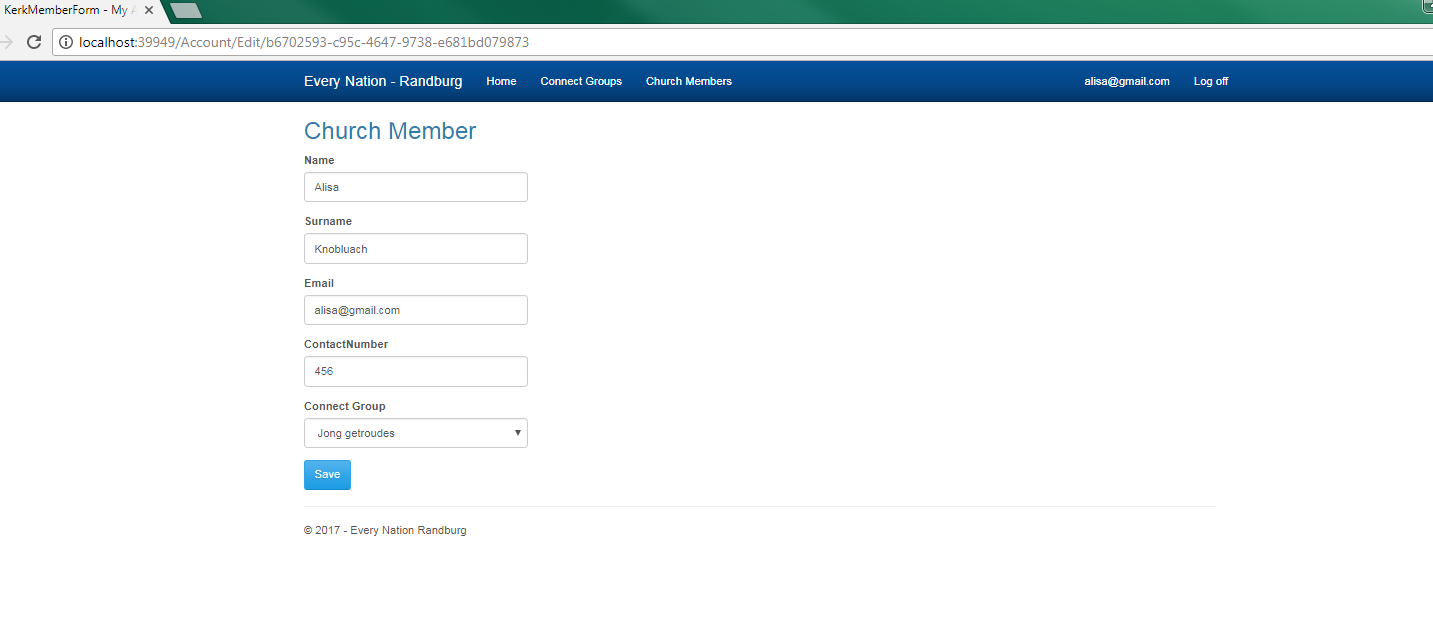 KerkMemberForm - My
localhost:39949/Account/Edit/b6702593-c95c-4647-9738-e681bd079873
Every Nation - Randburg Home Connect Groups Church Members alisa@gmail.com Log off
Church Member
Name
Alisa
Surname
Knobluach
Email
alisa@gmail.com
ContactNumber
456
Connect Group
Jong getroudes
Save
© 2017 - Every Nation Randburg